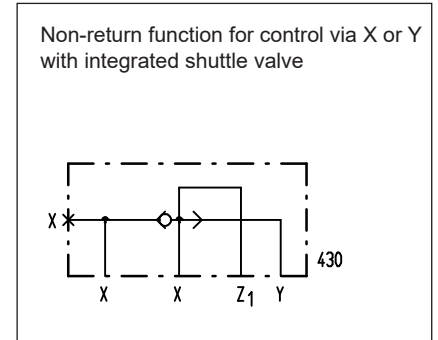 Non-return function for control via X or Y
with integrated shuttle valve
X
430
X X Z1 Y